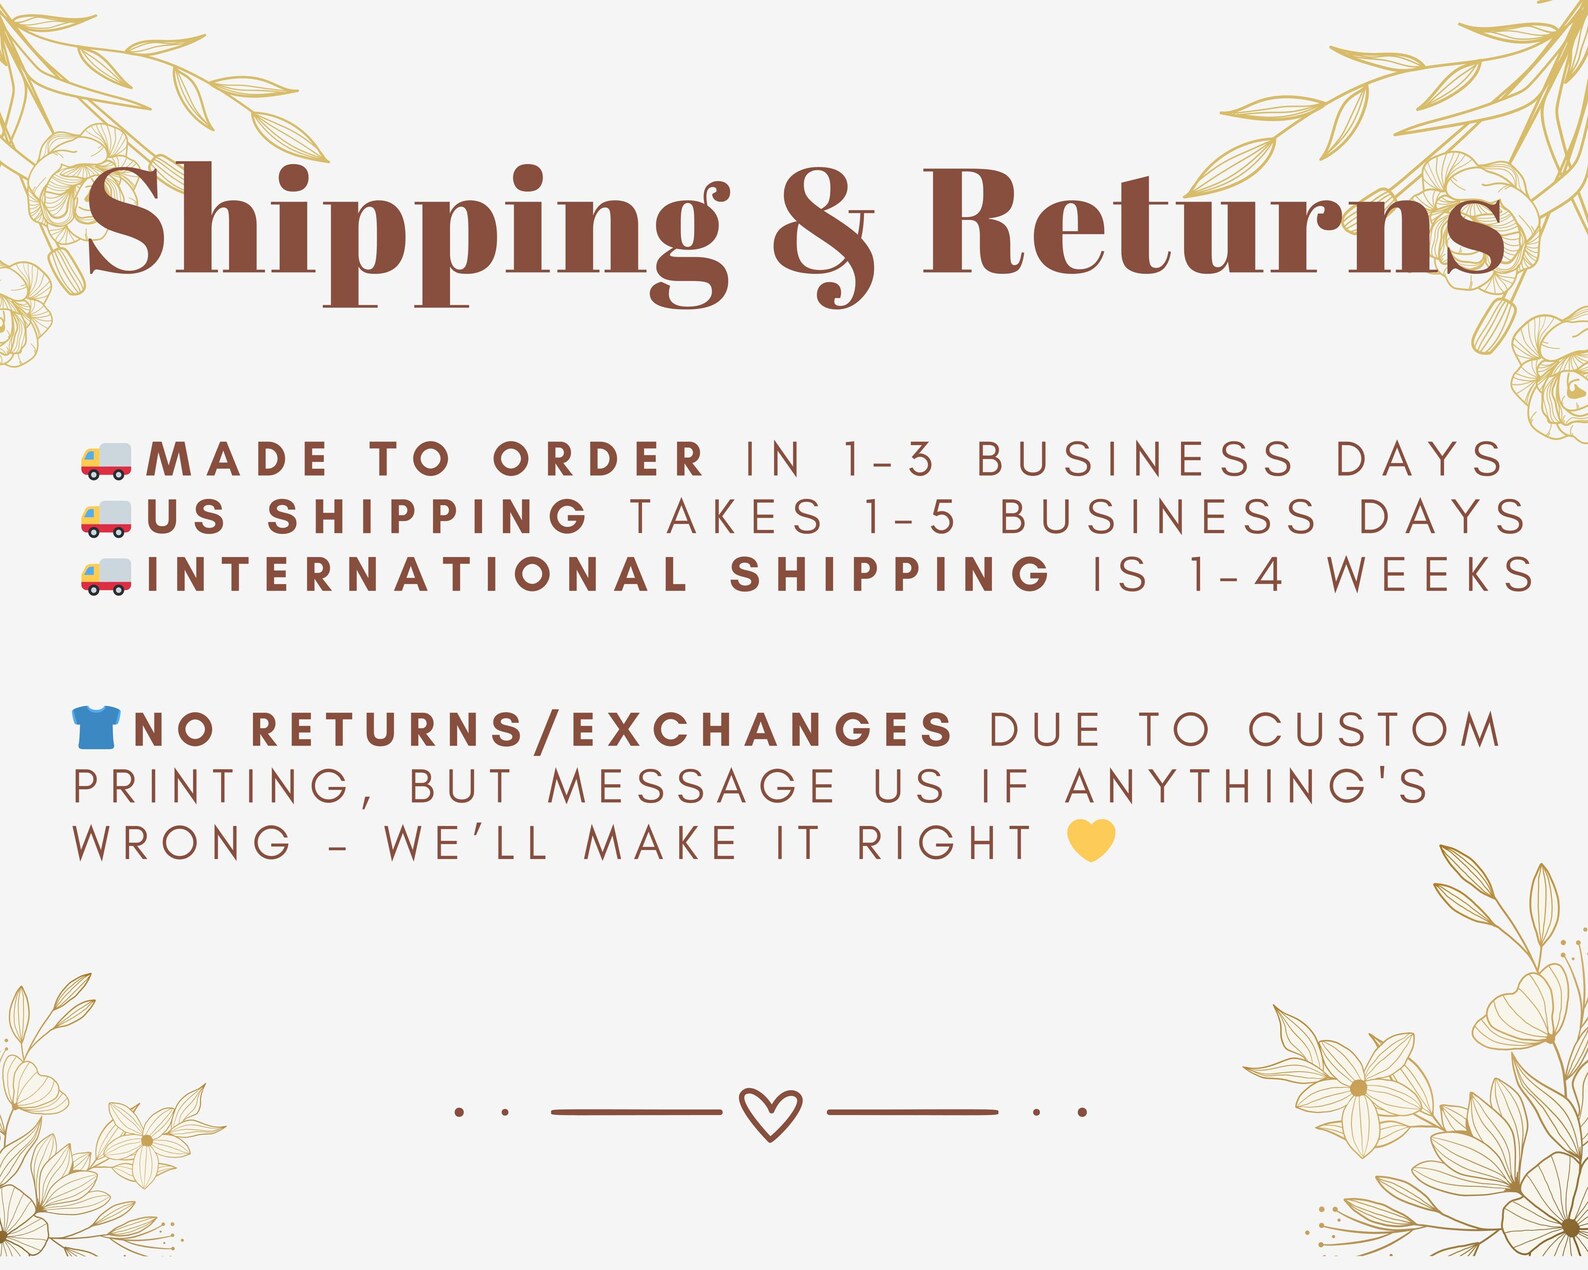 Shipping & Returns
🚚MADE TO ORDER IN 1-3 BUSINESS DAYS
🚚US SHIPPING TAKES 1-5 BUSINESS DAYS
🚚INTERNATIONAL SHIPPING IS 1-4 WEEKS
👕NO RETURNS/EXCHANGES DUE TO CUSTOM
PRINTING, BUT MESSAGE US IF ANYTHING'S
WRONG - WE’LL MAKE IT RIGHT 💛